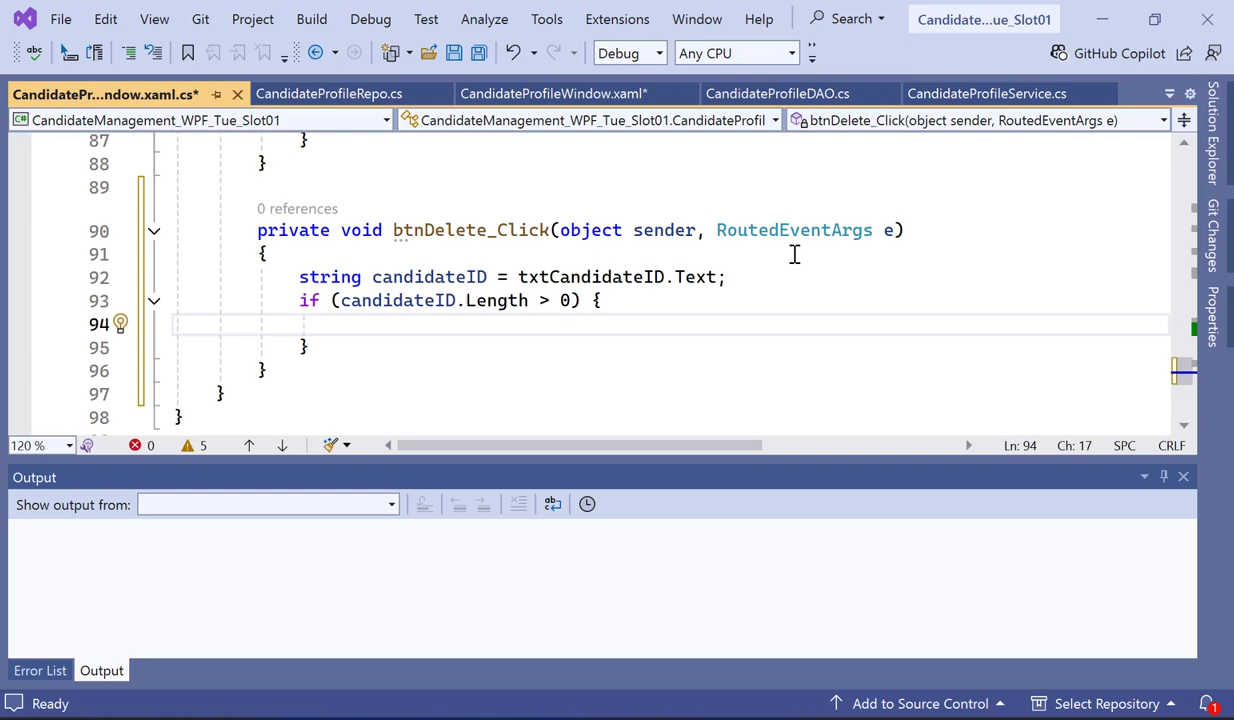 File Edit View Git Project Build Debug Test Analyze Tools Extensions Window Help Search Candidate...ue_Slot01
abc Debug Any CPU GitHub Copilot
CandidatePr...ndow.xaml.cs* CandidateProfileRepo.cs CandidateProfileWindow.xaml* CandidateProfileDAO.cs CandidateProfileService.cs
C# CandidateManagement_WPF_Tue_Slot01 CandidateManagement_WPF_Tue_Slot01.CandidateProfil btnDelete_Click(object sender, RoutedEventArgs e)
87 }
88 }
89
0 references
90 private void btnDelete_Click(object sender, RoutedEventArgs e)
91 {
92 string candidateID = txtCandidateID.Text;
93 if (candidateID.Length > 0) {
94
95 }
96 }
97 }
98 }
120 % 0 5 Ln: 94 Ch: 17 SPC CRLF
Output
Show output from:
Error List Output
Ready Add to Source Control Select Repository 1
Solution Explorer
Git Changes
Properties